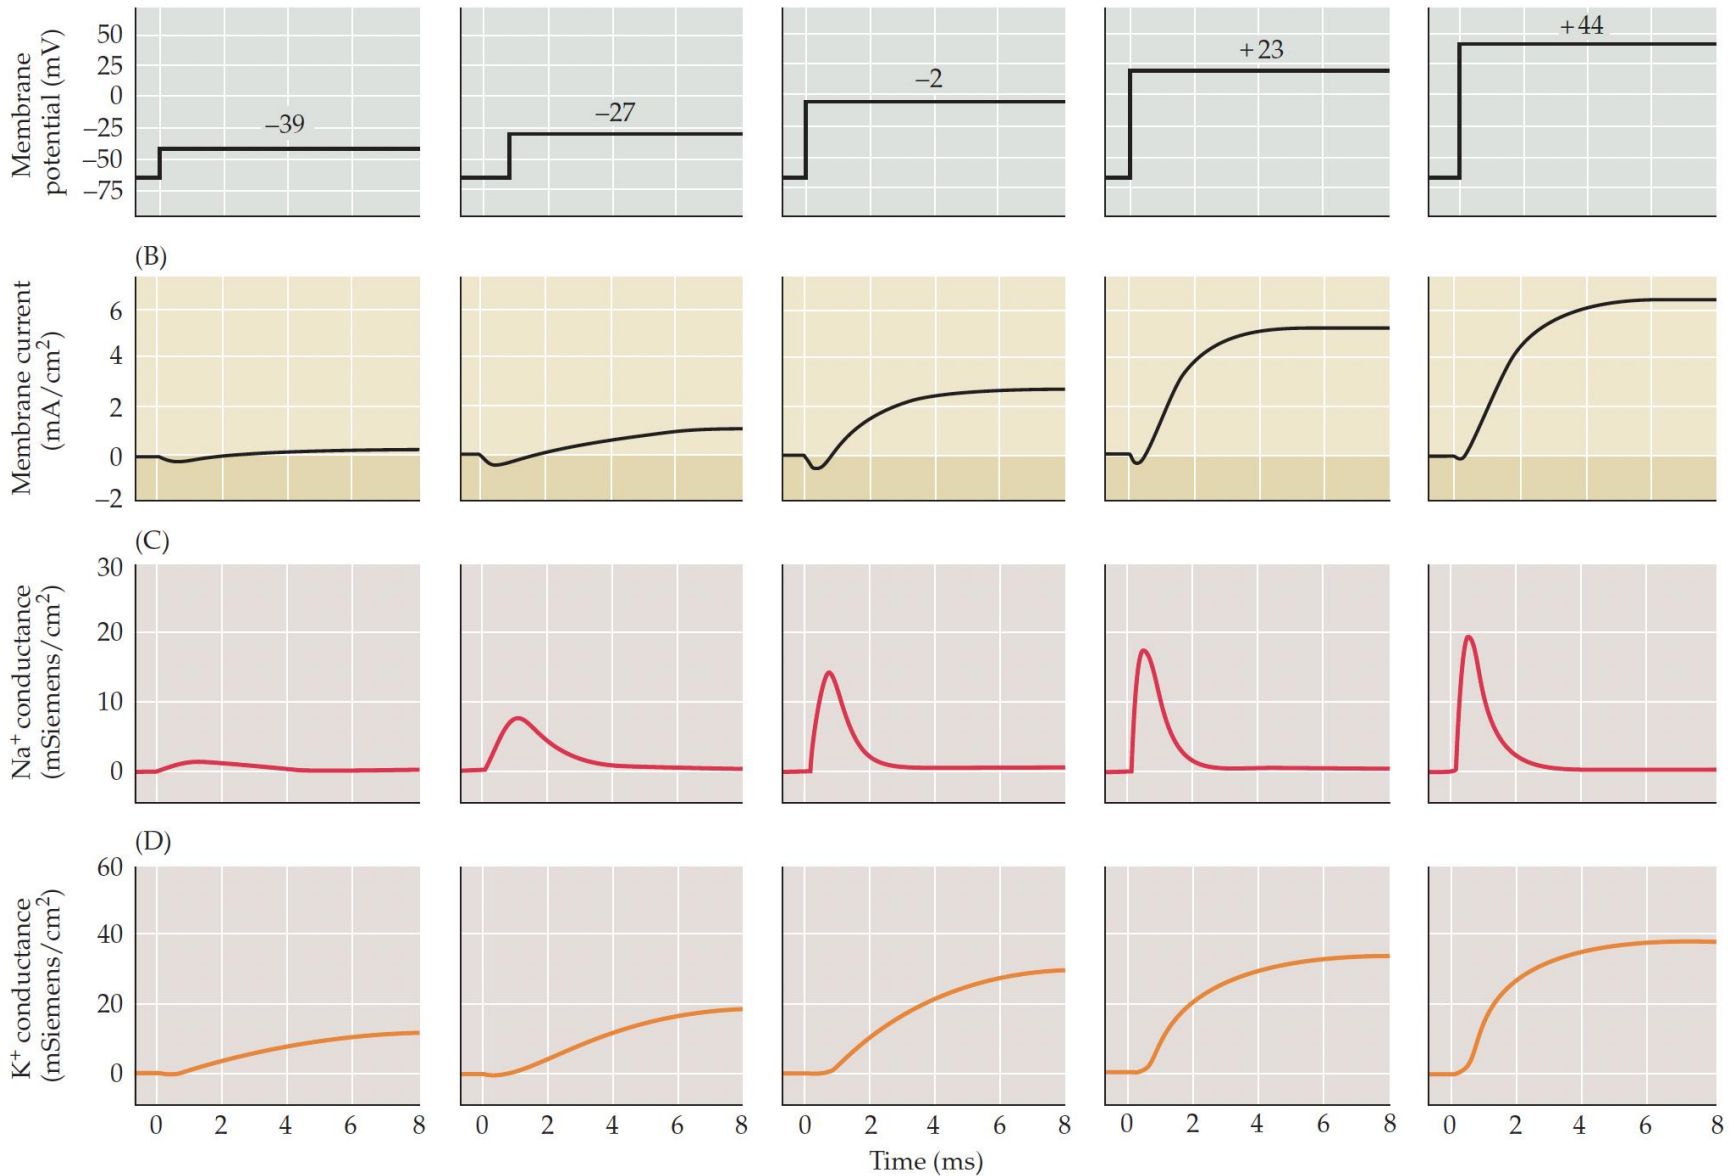 Membrane
potential (mV)
50
25
0
–25
–50
–75
–39
–27
–2
+23
+44
(B)
Membrane current
(mA/cm2)
6
4
2
0
–2
(C)
Na+ conductance
(mSiemens/cm2)
30
20
10
0
(D)
K+ conductance
(mSiemens/cm2)
60
40
20
0
0 2 4 6 8
0 2 4 6 8
0 2 4 6 8
0 2 4 6 8
0 2 4 6 8
Time (ms)